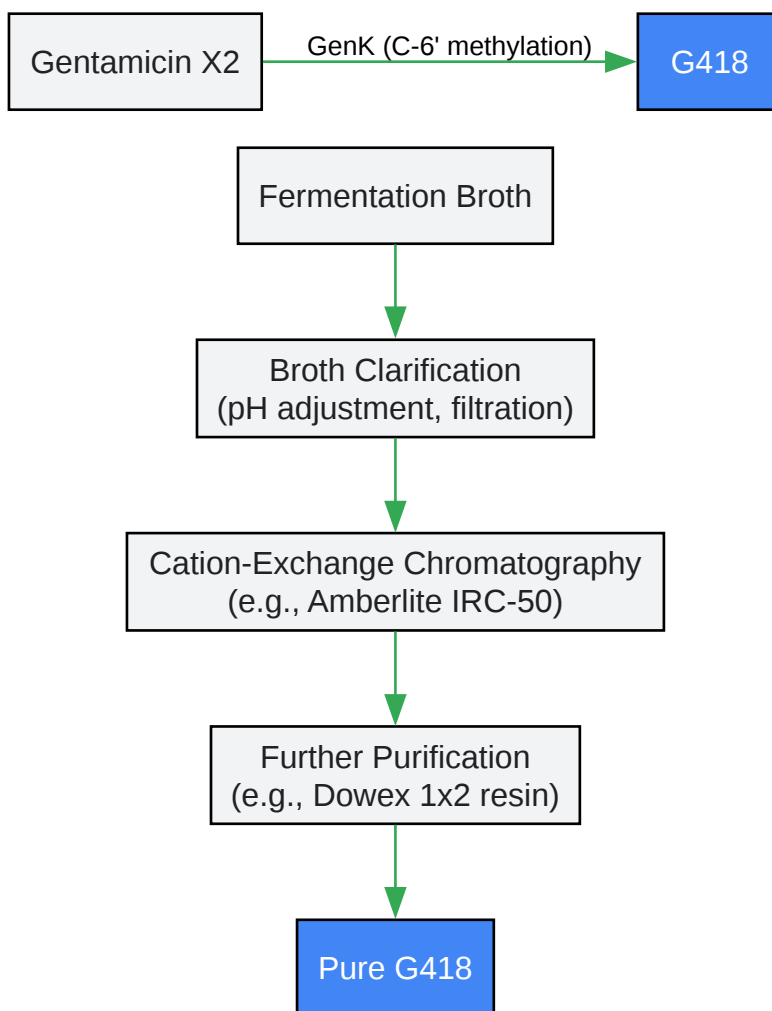 Gentamicin X2
GenK (C-6' methylation)
G418
Fermentation Broth
Broth Clarification
(pH adjustment, filtration)
Cation-Exchange Chromatography
(e.g., Amberlite IRC-50)
Further Purification
(e.g., Dowex 1x2 resin)
Pure G418